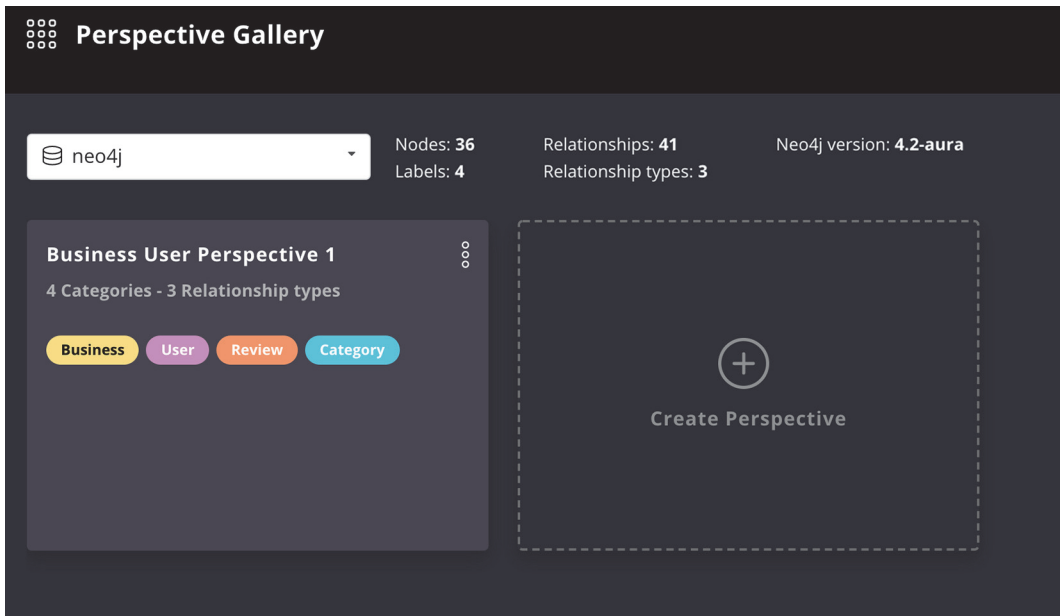 Perspective Gallery
neo4j
Nodes: 36
Labels: 4
Relationships: 41
Relationship types: 3
Neo4j version: 4.2-aura
Business User Perspective 1
4 Categories - 3 Relationship types
Business User Review Category
Create Perspective